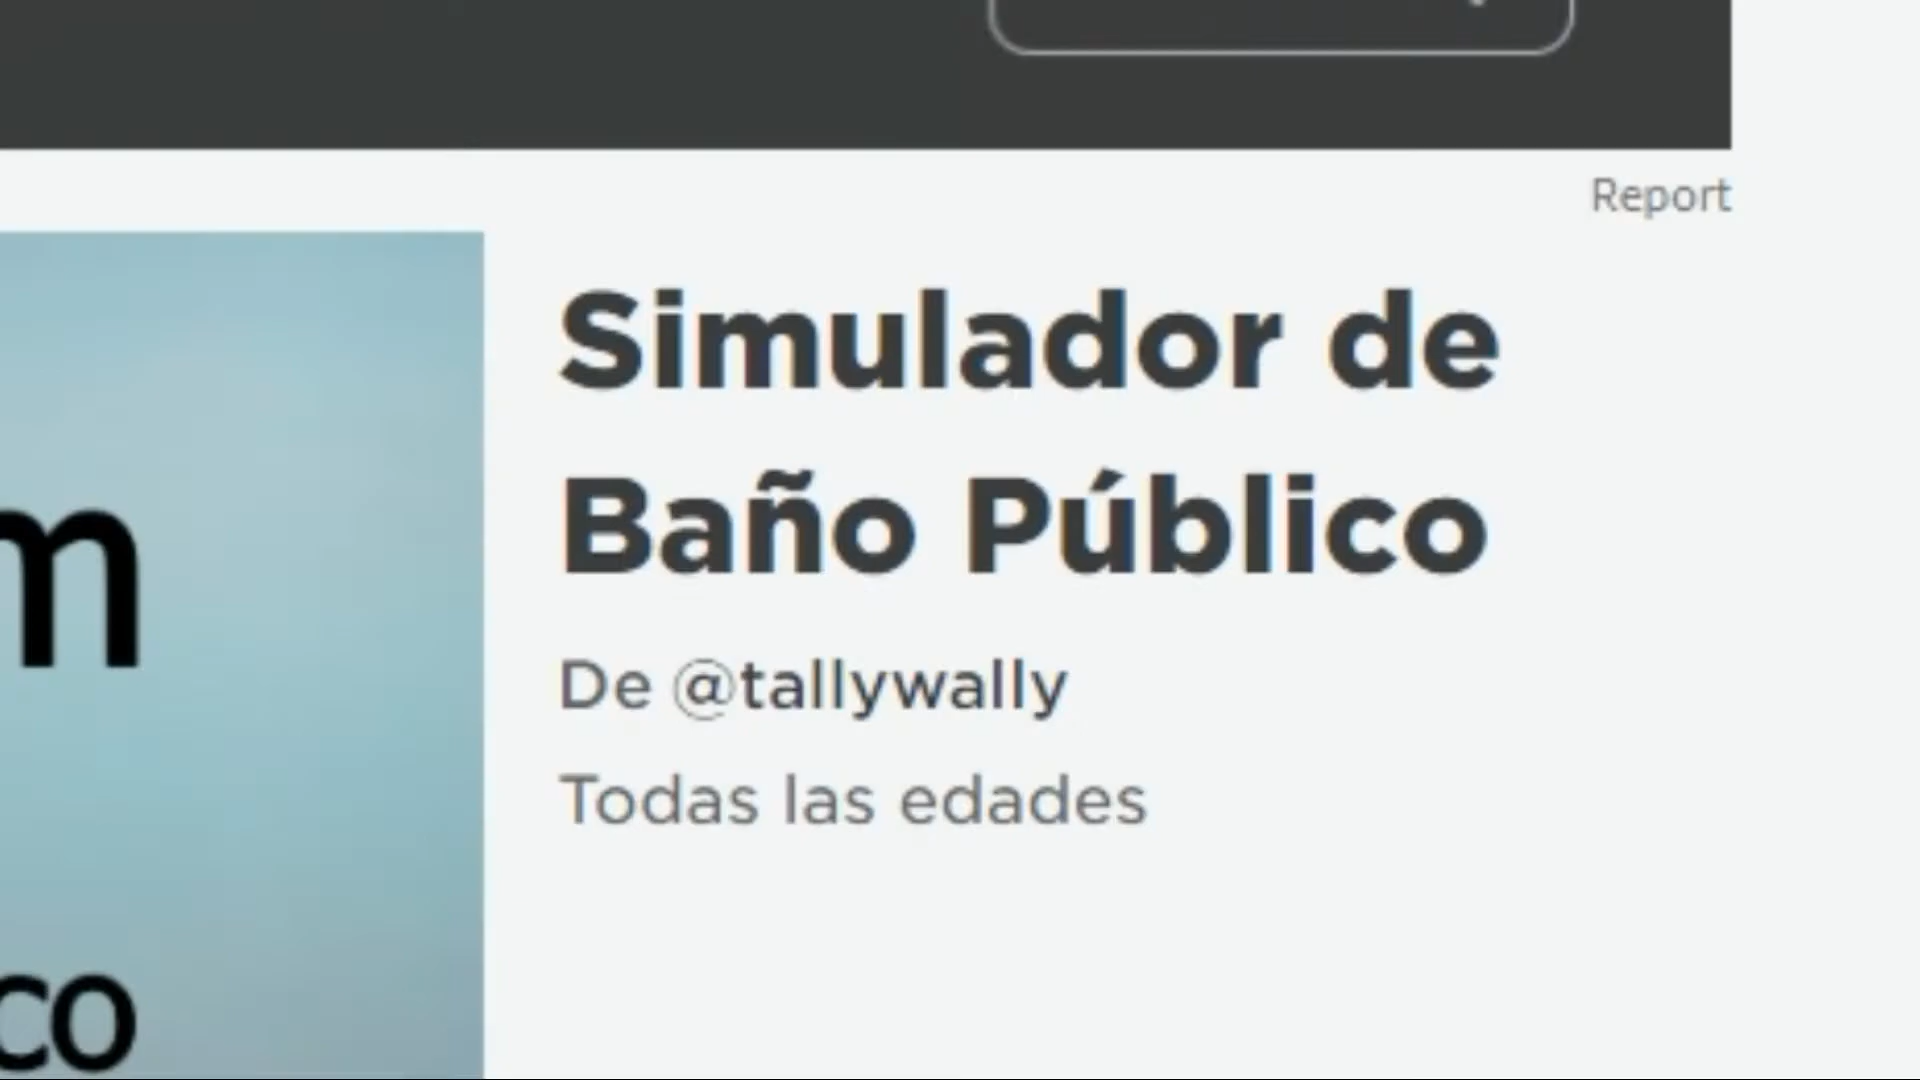 Report
Simulador de
Baño Público
De @tallywally
Todas las edades
m
co